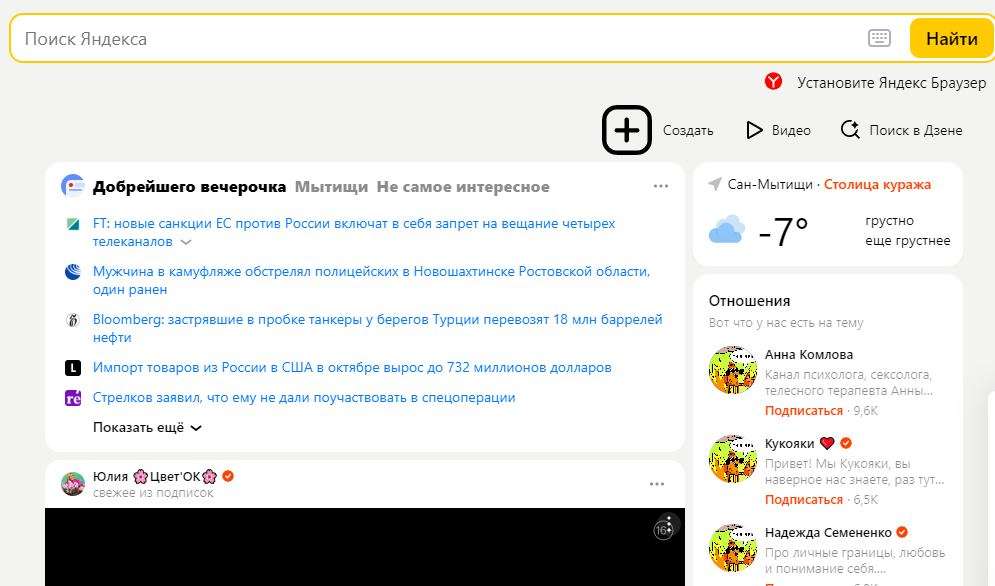 Поиск Яндекса
Найти
Установите Яндекс Браузер
Создать
Видео
Поиск в Дзене
Добрейшего вечерочка Мытищи Не самое интересное
FT: новые санкции ЕС против России включат в себя запрет на вещание четырех
телеканалов
Мужчина в камуфляже обстрелял полицейских в Новошахтинске Ростовской области,
один ранен
Bloomberg: застрявшие в пробке танкеры у берегов Турции перевозят 18 млн баррелей
нефти
L
Импорт товаров из России в США в октябре вырос до 732 миллионов долларов
re
Стрелков заявил, что ему не дали поучаствовать в спецоперации
Показать ещё
Юлия 🌸Цвет'ОК🌸
свежее из подписок
16+
Сан-Мытищи · Столица куража
-7°
грустно
еще грустнее
Отношения
Вот что у нас есть на тему
Анна Комлова
Канал психолога, сексолога,
телесного терапевта Анны...
Подписаться · 9,6K
Кукояки ❤
Привет! Мы Кукояки, вы
наверное нас знаете, раз тут...
Подписаться · 6,5K
Надежда Семененко
Про личные границы, любовь
и понимание себя....